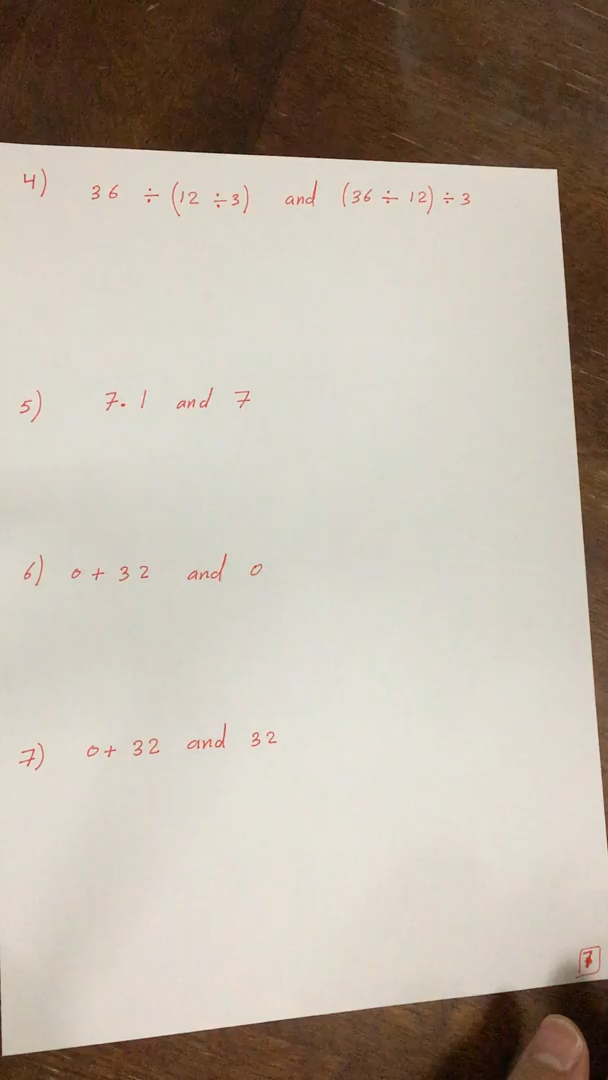 4) 36 ÷ (12 ÷ 3) and (36 ÷ 12) ÷ 3
5) 7 · 1 and 7
6) 0 + 32 and 0
7) 0 + 32 and 32
7